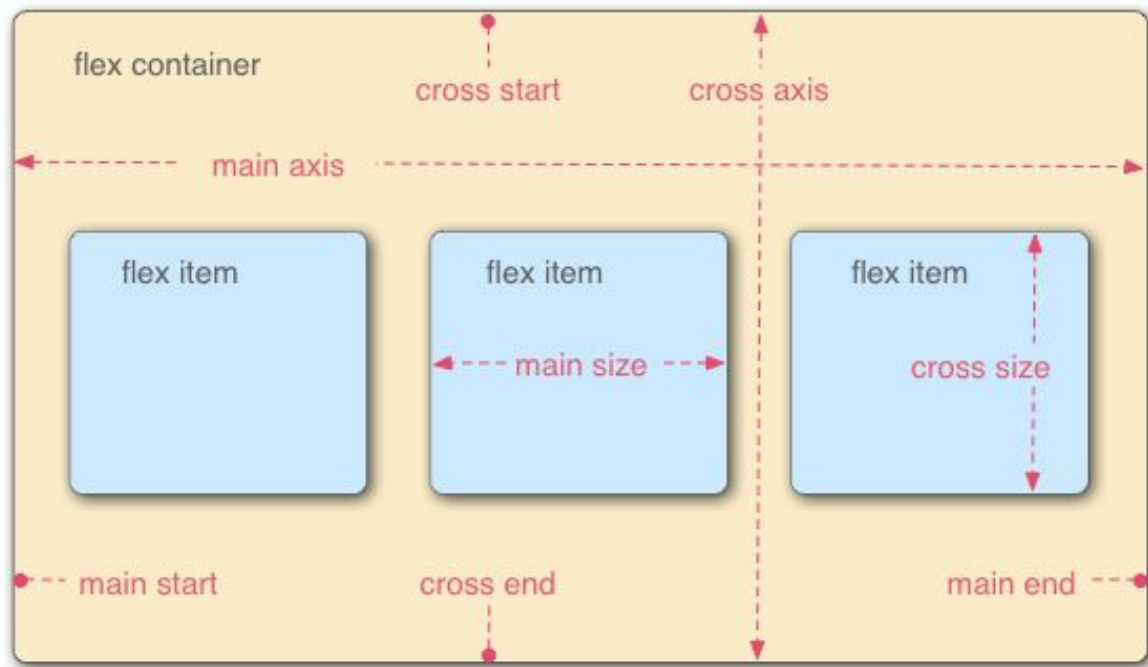 flex container
cross start
cross axis
main axis
flex item
flex item
flex item
main size
cross size
main start
cross end
main end